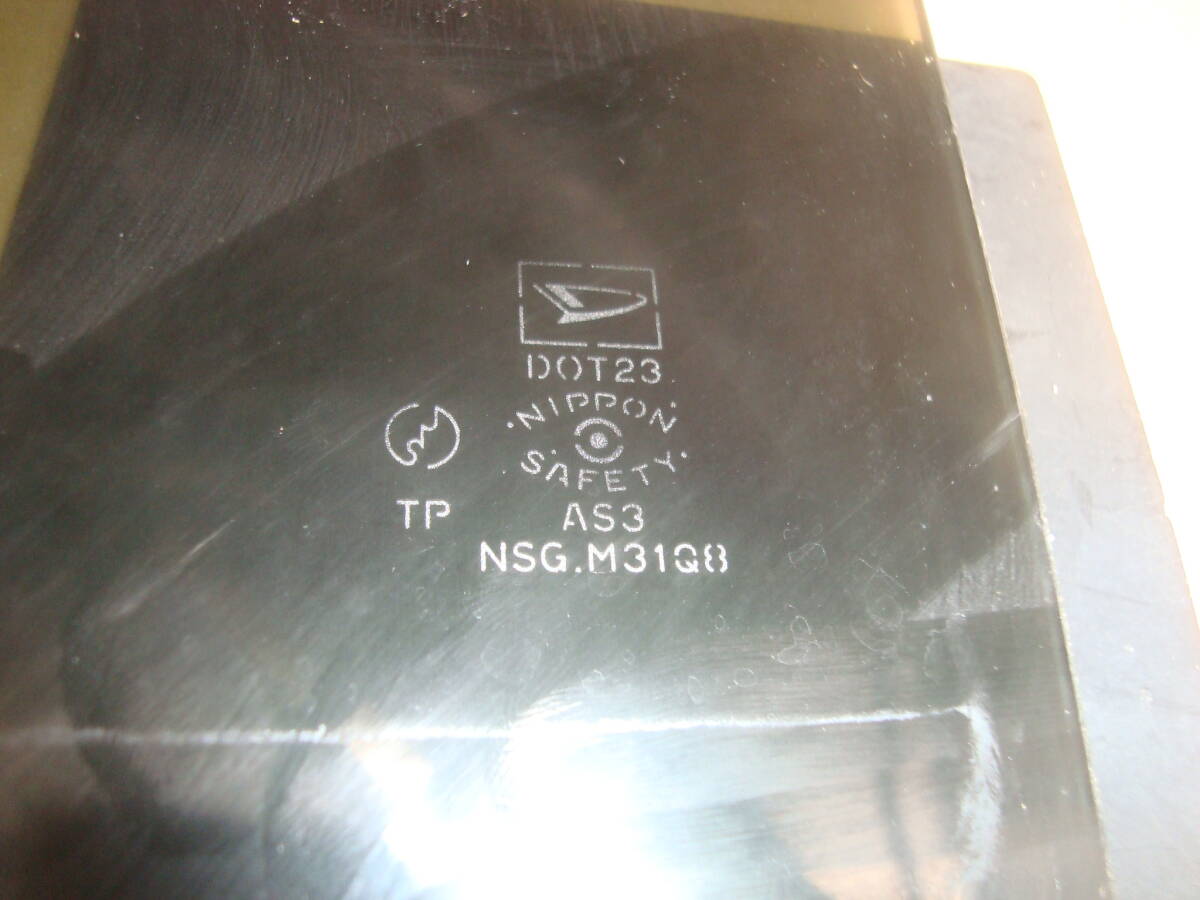 DOT23
NIPPON
SAFETY
TP AS3
NSG.M31Q8